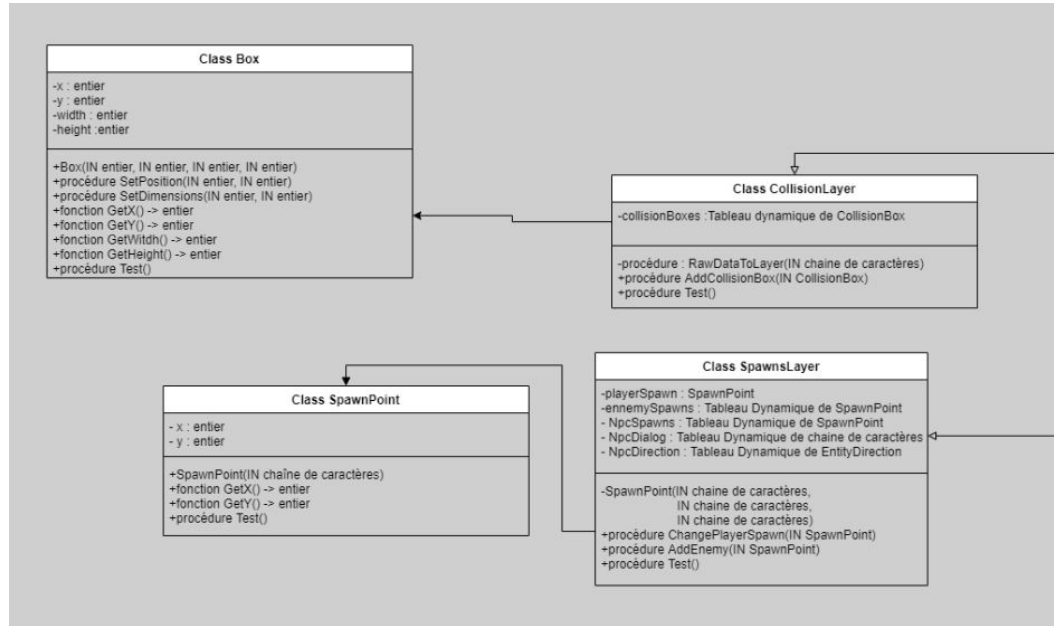 Class Box
-x : entier
-y : entier
-width : entier
-height :entier
+Box(IN entier, IN entier, IN entier, IN entier)
+procédure SetPosition(IN entier, IN entier)
+procédure SetDimensions(IN entier, IN entier)
+fonction GetX() -> entier
+fonction GetY() -> entier
+fonction GetWitdh() -> entier
+fonction GetHeight() -> entier
+procédure Test()
Class CollisionLayer
-collisionBoxes :Tableau dynamique de CollisionBox
-procédure : RawDataToLayer(IN chaine de caractères)
+procédure AddCollisionBox(IN CollisionBox)
+procédure Test()
Class SpawnPoint
- x : entier
- y : entier
+SpawnPoint(IN chaîne de caractères)
+fonction GetX() -> entier
+fonction GetY() -> entier
+procédure Test()
Class SpawnsLayer
-playerSpawn : SpawnPoint
-ennemySpawns : Tableau Dynamique de SpawnPoint
- NpcSpawns : Tableau Dynamique de SpawnPoint
- NpcDialog : Tableau Dynamique de chaine de caractères
- NpcDirection : Tableau Dynamique de EntityDirection
-SpawnPoint(IN chaine de caractères,
IN chaine de caractères,
IN chaine de caractères)
+procédure ChangePlayerSpawn(IN SpawnPoint)
+procédure AddEnemy(IN SpawnPoint)
+procédure Test()